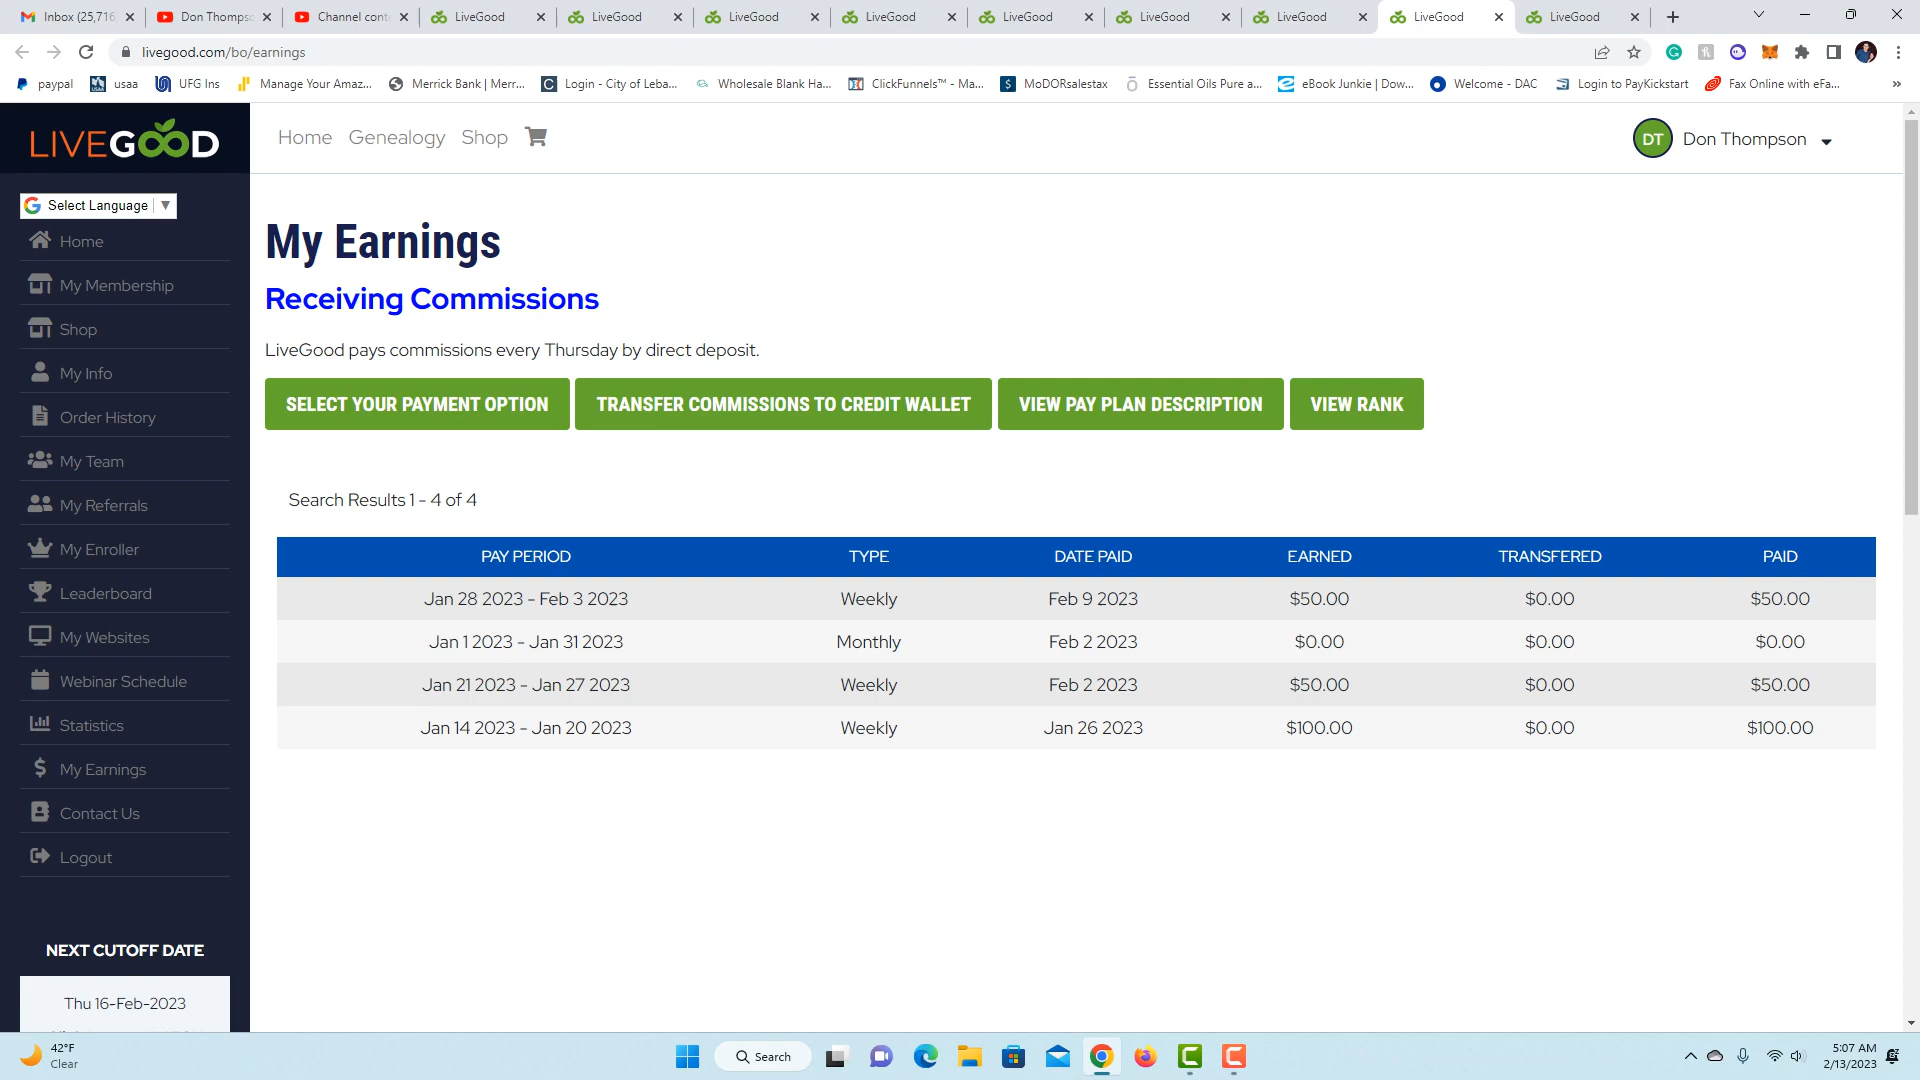 Inbox (25,716
Don Thompso
Channel cont
LiveGood
LiveGood
LiveGood
LiveGood
LiveGood
LiveGood
LiveGood
LiveGood
LiveGood
livegood.com/bo/earnings
paypal
usaa
UFG Ins
Manage Your Amaz...
Merrick Bank | Merr...
Login - City of Leba...
Wholesale Blank Ha...
ClickFunnels™ - Ma...
MoDORsalestax
Essential Oils Pure a...
eBook Junkie | Dow...
Welcome - DAC
Login to PayKickstart
Fax Online with eFa...
»
LIVEGOOD
Home Genealogy Shop
DT Don Thompson
Select Language ▼
Home
My Membership
Shop
My Info
Order History
My Team
My Referrals
My Enroller
Leaderboard
My Websites
Webinar Schedule
Statistics
My Earnings
Contact Us
Logout
NEXT CUTOFF DATE
Thu 16-Feb-2023
My Earnings
Receiving Commissions
LiveGood pays commissions every Thursday by direct deposit.
SELECT YOUR PAYMENT OPTION TRANSFER COMMISSIONS TO CREDIT WALLET VIEW PAY PLAN DESCRIPTION VIEW RANK
Search Results 1 - 4 of 4
PAY PERIOD TYPE DATE PAID EARNED TRANSFERED PAID
Jan 28 2023 - Feb 3 2023 Weekly Feb 9 2023 $50.00 $0.00 $50.00
Jan 1 2023 - Jan 31 2023 Monthly Feb 2 2023 $0.00 $0.00 $0.00
Jan 21 2023 - Jan 27 2023 Weekly Feb 2 2023 $50.00 $0.00 $50.00
Jan 14 2023 - Jan 20 2023 Weekly Jan 26 2023 $100.00 $0.00 $100.00
42°F
Clear
Search
5:07 AM
2/13/2023